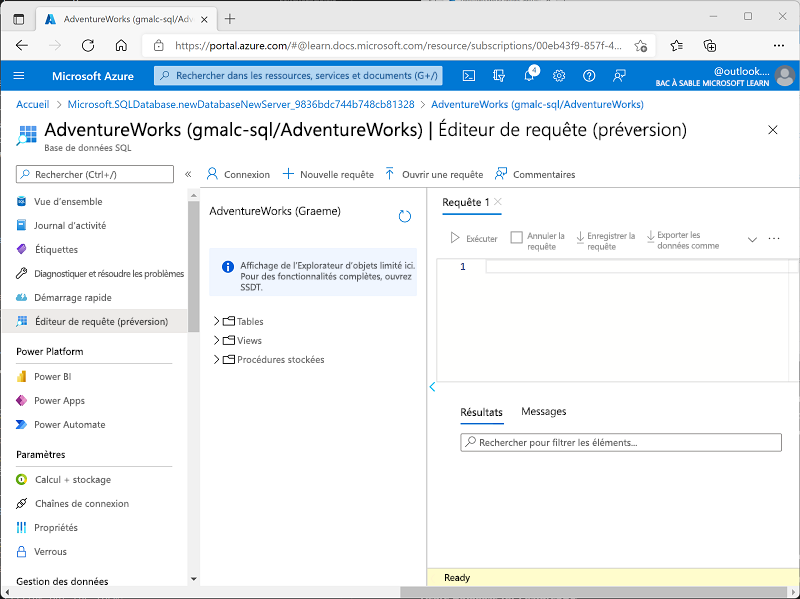 AdventureWorks (gmalc-sql/Adv
https://portal.azure.com/#@learn.docs.microsoft.com/resource/subscriptions/00eb43f9-857f-4...
Microsoft Azure
Rechercher dans les ressources, services et documents (G+/)
4
@outlook....
BAC À SABLE MICROSOFT LEARN
Accueil > Microsoft.SQLDatabase.newDatabaseNewServer_9836bdc744b748cb81328 > AdventureWorks (gmalc-sql/AdventureWorks)
AdventureWorks (gmalc-sql/AdventureWorks) | Éditeur de requête (préversion)
Base de données SQL
Rechercher (Ctrl+/)
Connexion
Nouvelle requête
Ouvrir une requête
Commentaires
Vue d'ensemble
Journal d'activité
Étiquettes
Diagnostiquer et résoudre les problèmes
Démarrage rapide
Éditeur de requête (préversion)
Power Platform
Power BI
Power Apps
Power Automate
Paramètres
Calcul + stockage
Chaînes de connexion
Propriétés
Verrous
Gestion des données
AdventureWorks (Graeme)
Affichage de l'Explorateur d'objets limité ici.
Pour des fonctionnalités complètes, ouvrez
SSDT.
Tables
Views
Procédures stockées
Requête 1
Exécuter
Annuler la
requête
Enregistrer la
requête
Exporter les
données comme
1
Résultats
Messages
Rechercher pour filtrer les éléments...
Ready